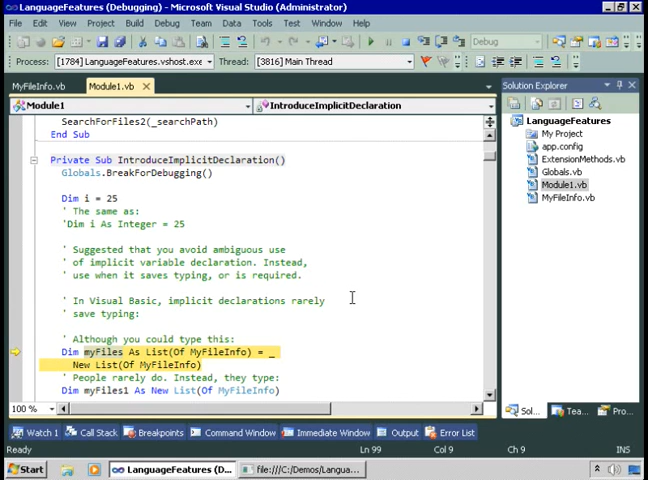 LanguageFeatures (Debugging) - Microsoft Visual Studio (Administrator)
File Edit View Project Build Debug Team Data Tools Test Window Help
Debug
Process: [1784] LanguageFeatures.vshost.exe Thread: [3816] Main Thread
MyFileInfo.vb Module1.vb
Module1 IntroduceImplicitDeclaration
SearchForFiles2(_searchPath)
End Sub
Private Sub IntroduceImplicitDeclaration()
Globals.BreakForDebugging()
Dim i = 25
' The same as:
'Dim i As Integer = 25
' Suggested that you avoid ambiguous use
' of implicit variable declaration. Instead,
' use when it saves typing, or is required.
' In Visual Basic, implicit declarations rarely
' save typing:
' Although you could type this:
Dim myFiles As List(Of MyFileInfo) = _
New List(Of MyFileInfo)
' People rarely do. Instead, they type:
Dim myFiles1 As New List(Of MyFileInfo)
100 %
Solution Explorer
LanguageFeatures
My Project
app.config
ExtensionMethods.vb
Globals.vb
Module1.vb
MyFileInfo.vb
Sol... Tea... Pro...
Watch 1 Call Stack Breakpoints Command Window Immediate Window Output Error List
Ready Ln 99 Col 9 Ch 9 INS
Start LanguageFeatures (D... file:///C:/Demos/Langua...